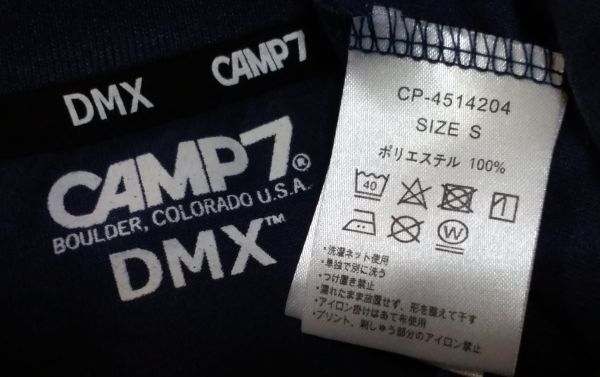 DMX CAMP7
CAMP7®
BOULDER, COLORADO U.S.A.
DMX™
CP-4514204
SIZE S
ポリエステル 100%
40
W
・洗濯ネット使用
・単独で別に洗う
・つけ置き禁止
・濡れたまま放置せず、形を整えて干す
・アイロン掛けはあて布使用
・プリント、刺しゅう部分のアイロン禁止